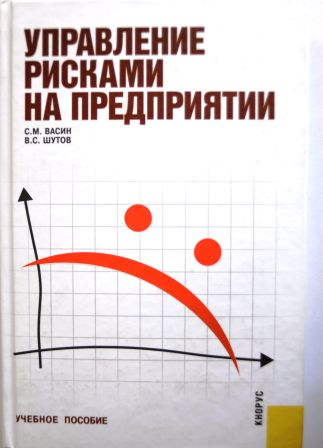 УПРАВЛЕНИЕ
РИСКАМИ
НА ПРЕДПРИЯТИИ
С.М. ВАСИН
В.С. ШУТОВ
КНОРУС
УЧЕБНОЕ ПОСОБИЕ